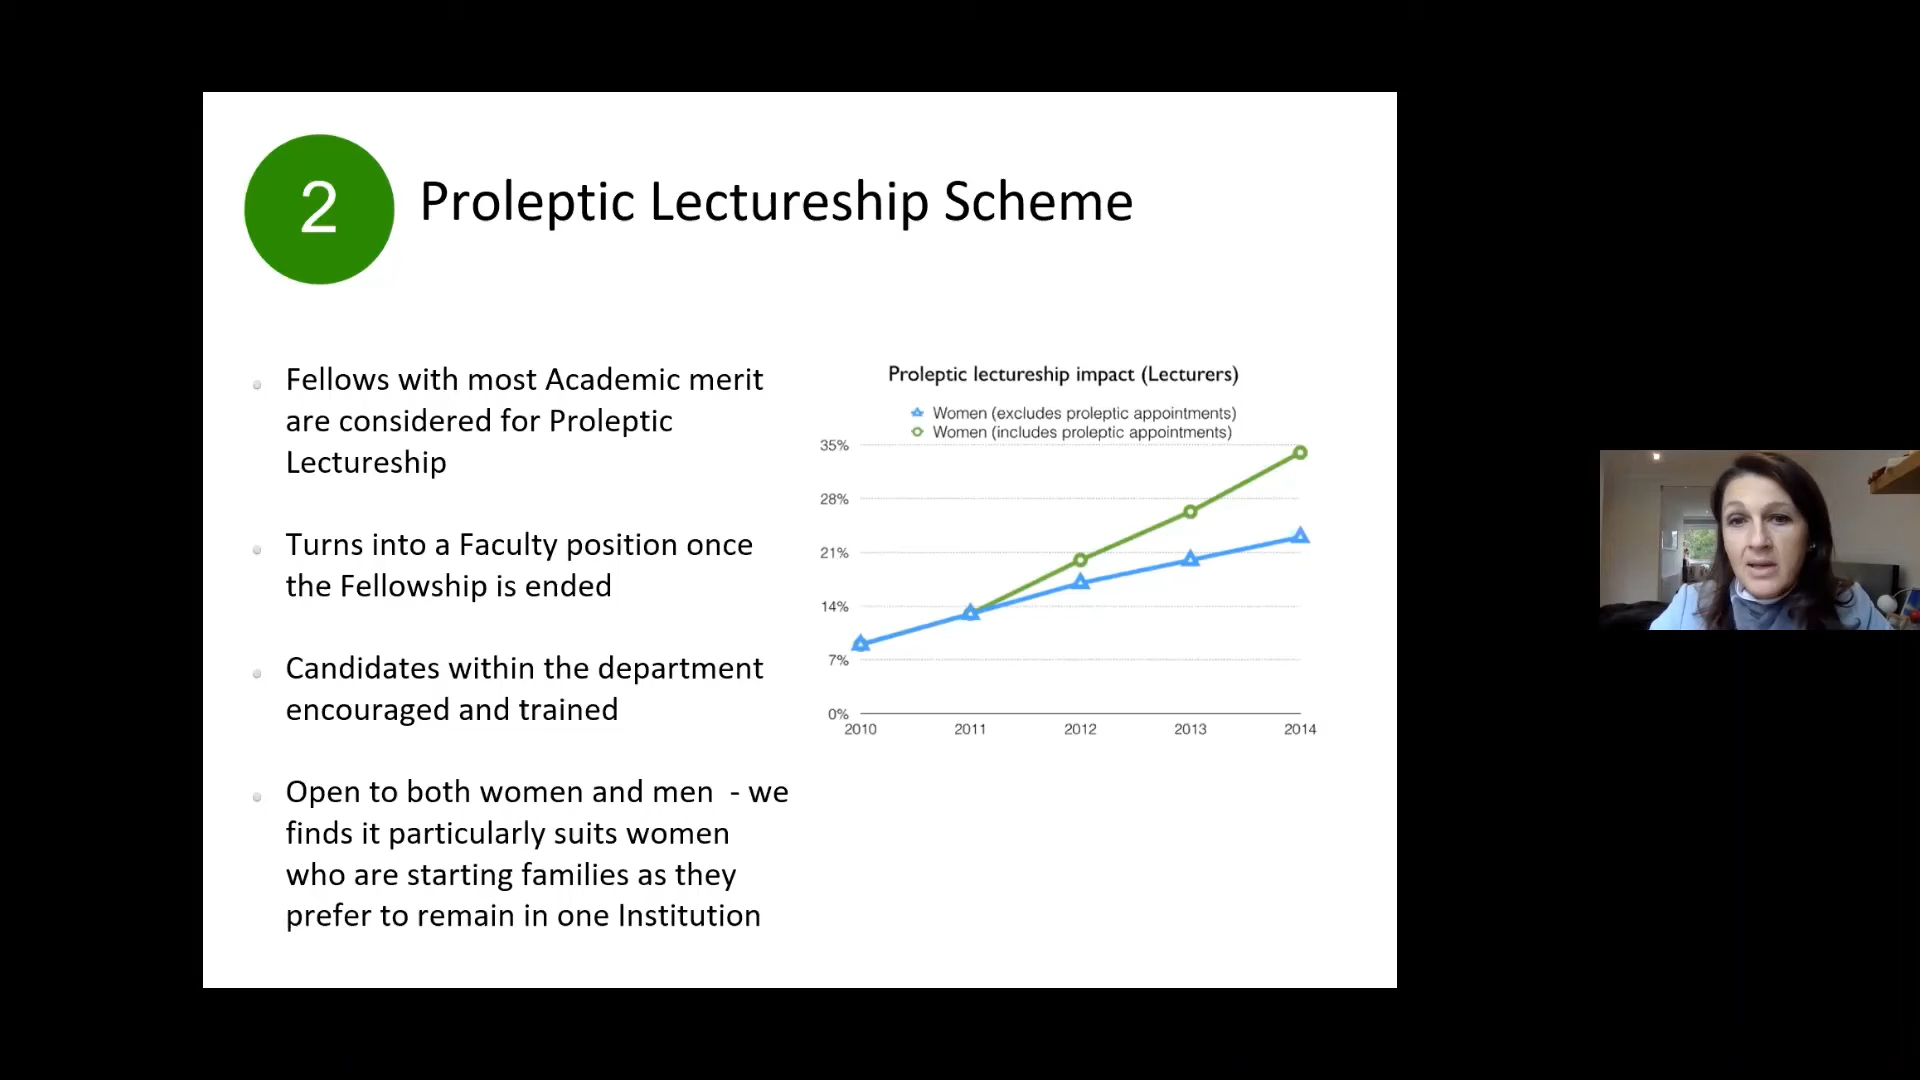 2
Proleptic Lectureship Scheme
Fellows with most Academic merit
are considered for Proleptic
Lectureship
Turns into a Faculty position once
the Fellowship is ended
Candidates within the department
encouraged and trained
Open to both women and men - we
finds it particularly suits women
who are starting families as they
prefer to remain in one Institution
Proleptic lectureship impact (Lecturers)
Women (excludes proleptic appointments)
Women (includes proleptic appointments)
35%
28%
21%
14%
7%
0%
2010 2011 2012 2013 2014